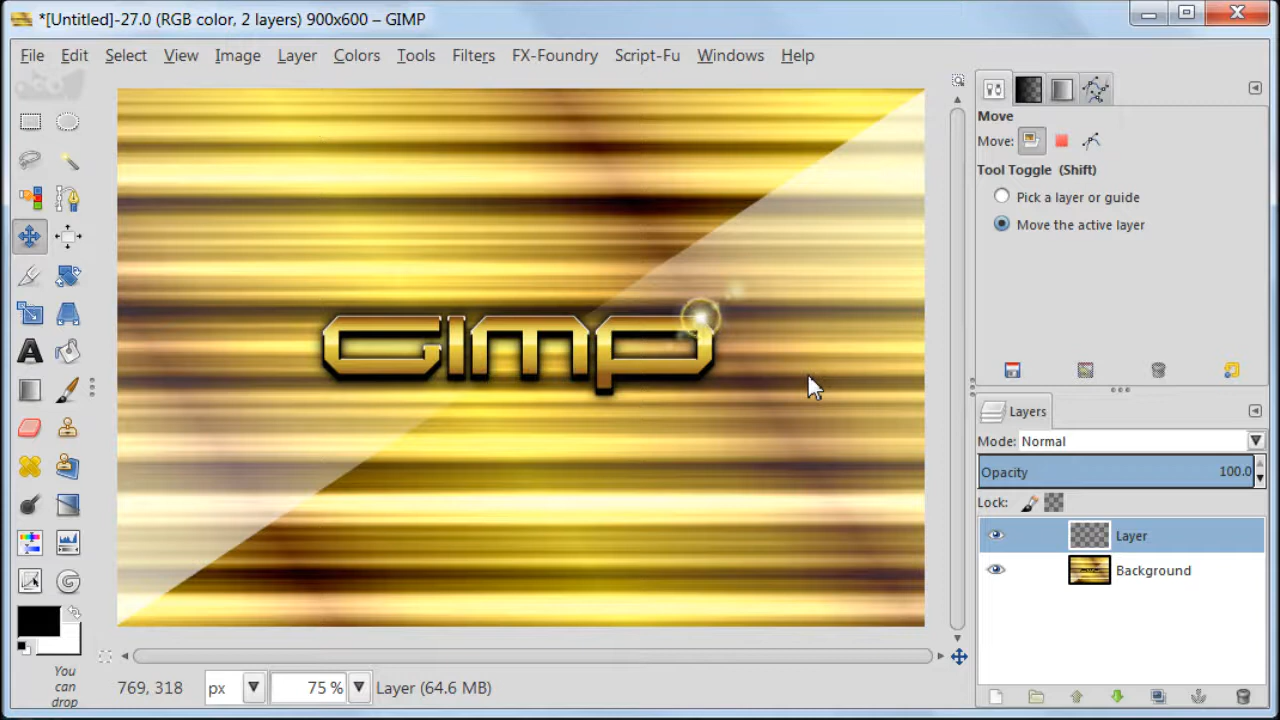 *[Untitled]-27.0 (RGB color, 2 layers) 900x600 – GIMP
File Edit Select View Image Layer Colors Tools Filters FX-Foundry Script-Fu Windows Help
Move
Move:
Tool Toggle (Shift)
Pick a layer or guide
Move the active layer
GIMP
Layers
Mode: Normal
Opacity 100.0
Lock:
Layer
Background
You
can
drop
769, 318 px 75 % Layer (64.6 MB)